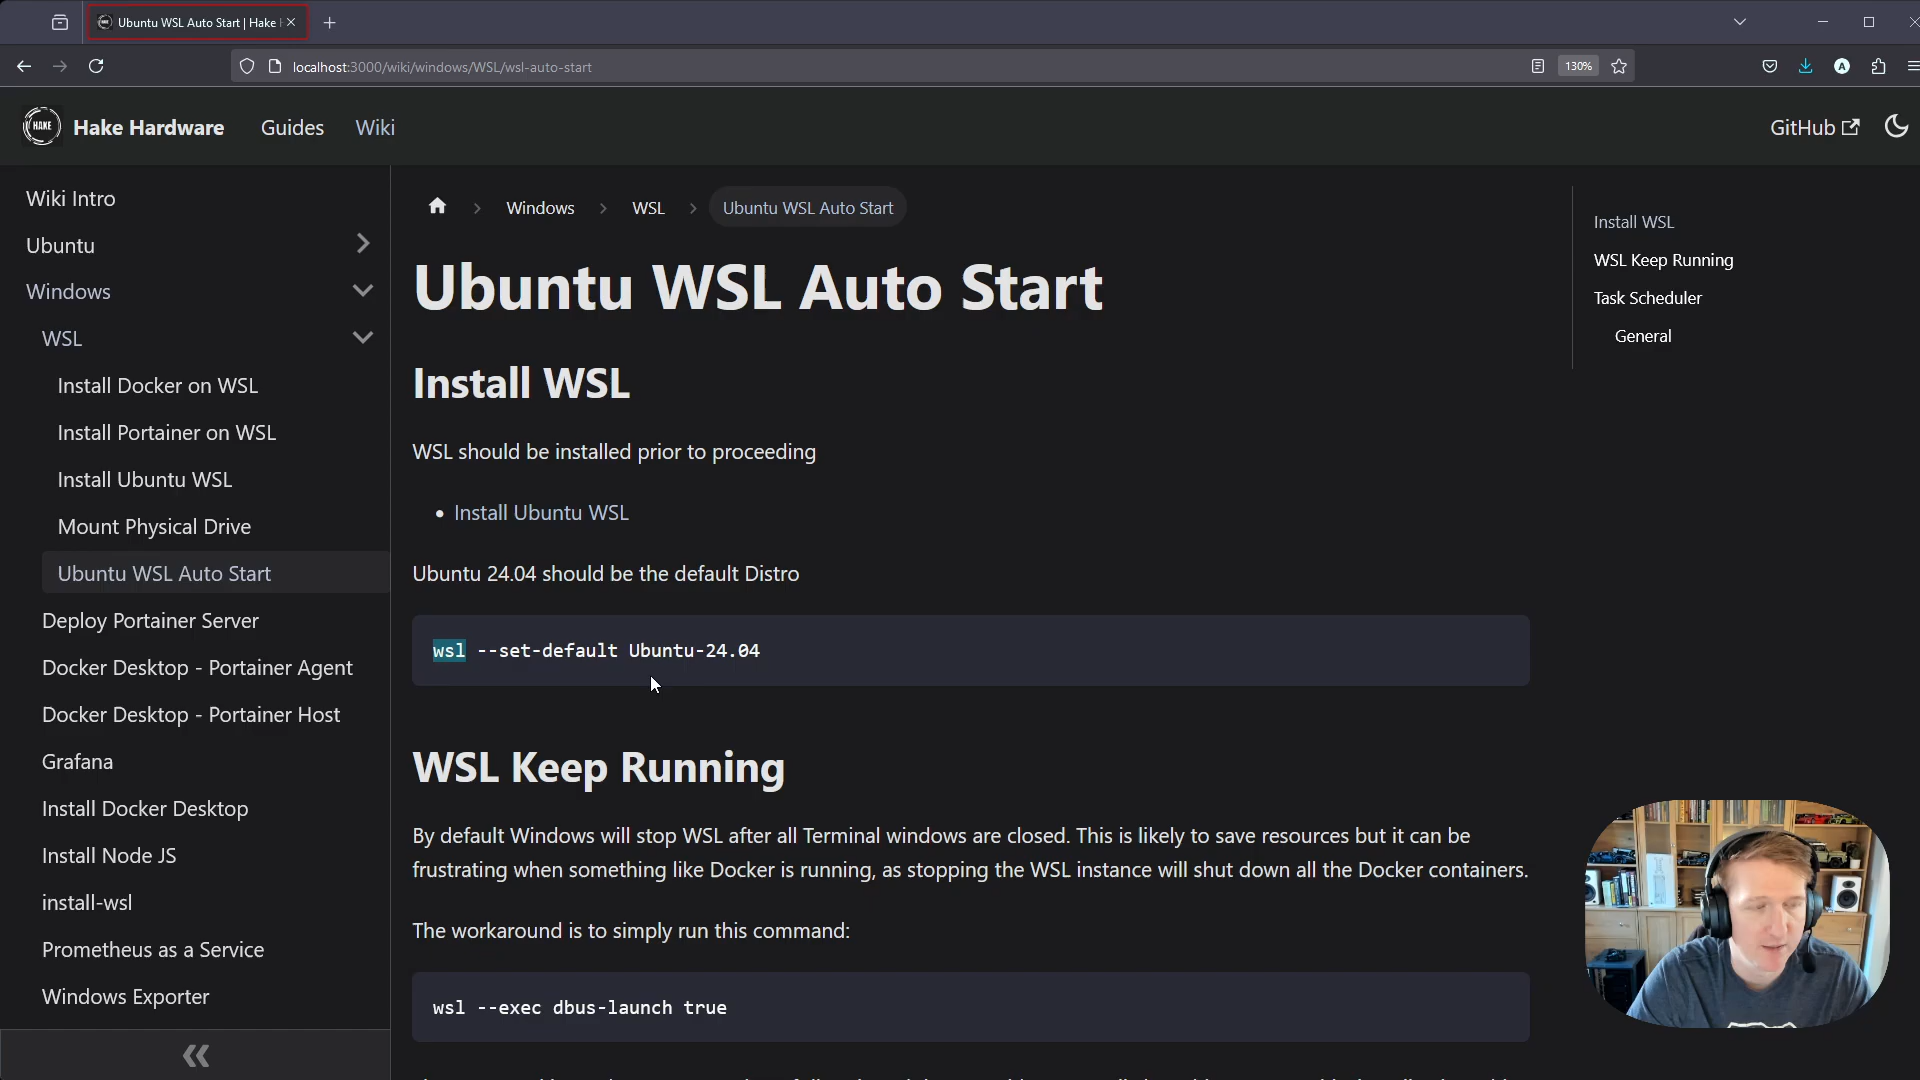 Ubuntu WSL Auto Start | Hake
localhost:3000/wiki/windows/WSL/wsl-auto-start
130%
A
HAKE
Hake Hardware
Guides
Wiki
GitHub
Wiki Intro
Ubuntu
Windows
WSL
Install Docker on WSL
Install Portainer on WSL
Install Ubuntu WSL
Mount Physical Drive
Ubuntu WSL Auto Start
Deploy Portainer Server
Docker Desktop - Portainer Agent
Docker Desktop - Portainer Host
Grafana
Install Docker Desktop
Install Node JS
install-wsl
Prometheus as a Service
Windows Exporter
Windows
WSL
Ubuntu WSL Auto Start
Ubuntu WSL Auto Start
Install WSL
WSL should be installed prior to proceeding
Install Ubuntu WSL
Ubuntu 24.04 should be the default Distro
wsl --set-default Ubuntu-24.04
WSL Keep Running
By default Windows will stop WSL after all Terminal windows are closed. This is likely to save resources but it can be
frustrating when something like Docker is running, as stopping the WSL instance will shut down all the Docker containers.
The workaround is to simply run this command:
wsl --exec dbus-launch true
Install WSL
WSL Keep Running
Task Scheduler
General